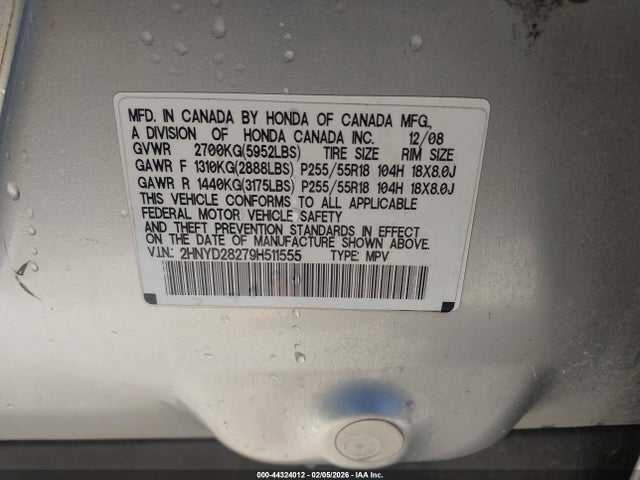 MFD. IN CANADA BY HONDA OF CANADA MFG.,
A DIVISION OF HONDA CANADA INC. 12/08
GVWR 2700KG(5952LBS) TIRE SIZE RIM SIZE
GAWR F 1310KG(2888LBS) P255/55R18 104H 18X8.0J
GAWR R 1440KG(3175LBS) P255/55R18 104H 18X8.0J
THIS VEHICLE CONFORMS TO ALL APPLICABLE
FEDERAL MOTOR VEHICLE SAFETY
AND THEFT PREVENTION STANDARDS IN EFFECT
ON THE DATE OF MANUFACTURE SHOWN ABOVE.
V.I.N.: 2HNYD28279H511555 TYPE: MPV
000-44324012 - 02/05/2026 - IAA Inc.